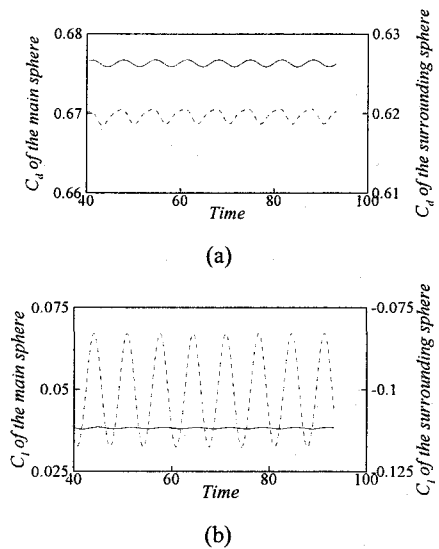 0.68
0.67
0.66
0.63
0.62
0.61
40
60
80
100
Time
C_d of the main sphere
C_d of the surrounding sphere
(a)
0.075
0.05
0.025
-0.075
-0.1
-0.125
40
60
80
100
Time
C_l of the main sphere
C_l of the surrounding sphere
(b)